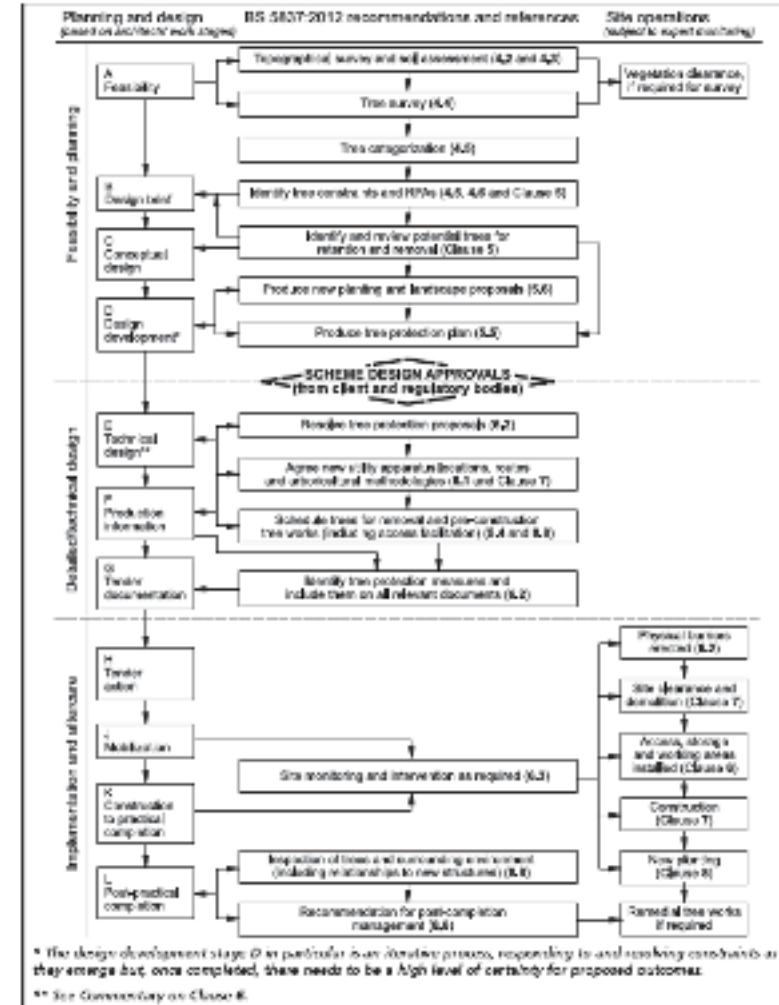 Planning and design
(based on architects' work stages)
BS 5837:2012 recommendations and references
Site operations
(subject to expert monitoring)
Feasibility and planning
A
Feasibility
Topographical survey and soil assessment (4.2 and 4.3)
Tree survey (4.4)
Vegetation clearance,
if required for survey
Tree categorization (4.5)
B
Design brief
Identify tree constraints and RPAs (4.5, 4.6 and Clause 5)
C
Conceptual
design
Identify and review potential trees for
retention and removal (Clause 5)
Produce new planting and landscape proposals (5.6)
D
Design
development*
Produce tree protection plan (5.5)
SCHEME DESIGN APPROVALS
(from client and regulatory bodies)
Detailed/technical design
E
Technical
design**
Resolve tree protection proposals
Agree new utility apparatus locations, routes
and arboricultural methodologies (6.1 and Clause 7)
F
Production
information
Schedule trees for removal and pre-construction
tree works (including access facilitation)
G
Tender
documentation
Identify tree protection measures and
include them on all relevant documents (6.2)
Implementation and aftercare
H
Tender
action
Physical barriers
erected (6.2)
Site clearance and
demolition (Clause 7)
J
Mobilization
Site monitoring and intervention as required (6.3)
Access, storage
and working areas
installed (Clause 6)
K
Construction
to practical
completion
Construction
(Clause 7)
L
Post-practical
completion
Inspection of trees and surrounding environment
(including relationships to new structures)
New planting
(Clause 8)
Recommendation for post-completion
management
Remedial tree works
if required
* The design development stage D in particular is an iterative process, responding to and resolving constraints as
they emerge but, once completed, there needs to be a high level of certainty for proposed outcomes.
** See Commentary on Clause 6.